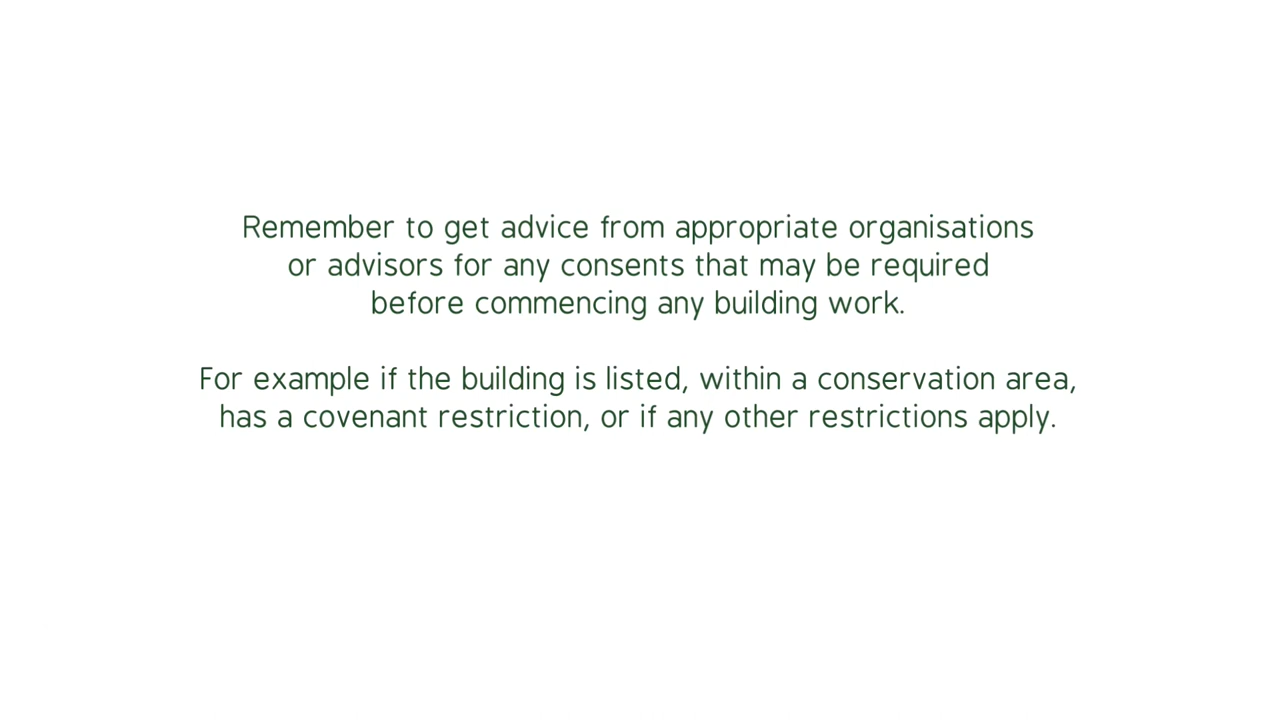 Remember to get advice from appropriate organisations
or advisors for any consents that may be required
before commencing any building work.
For example if the building is listed, within a conservation area,
has a covenant restriction, or if any other restrictions apply.